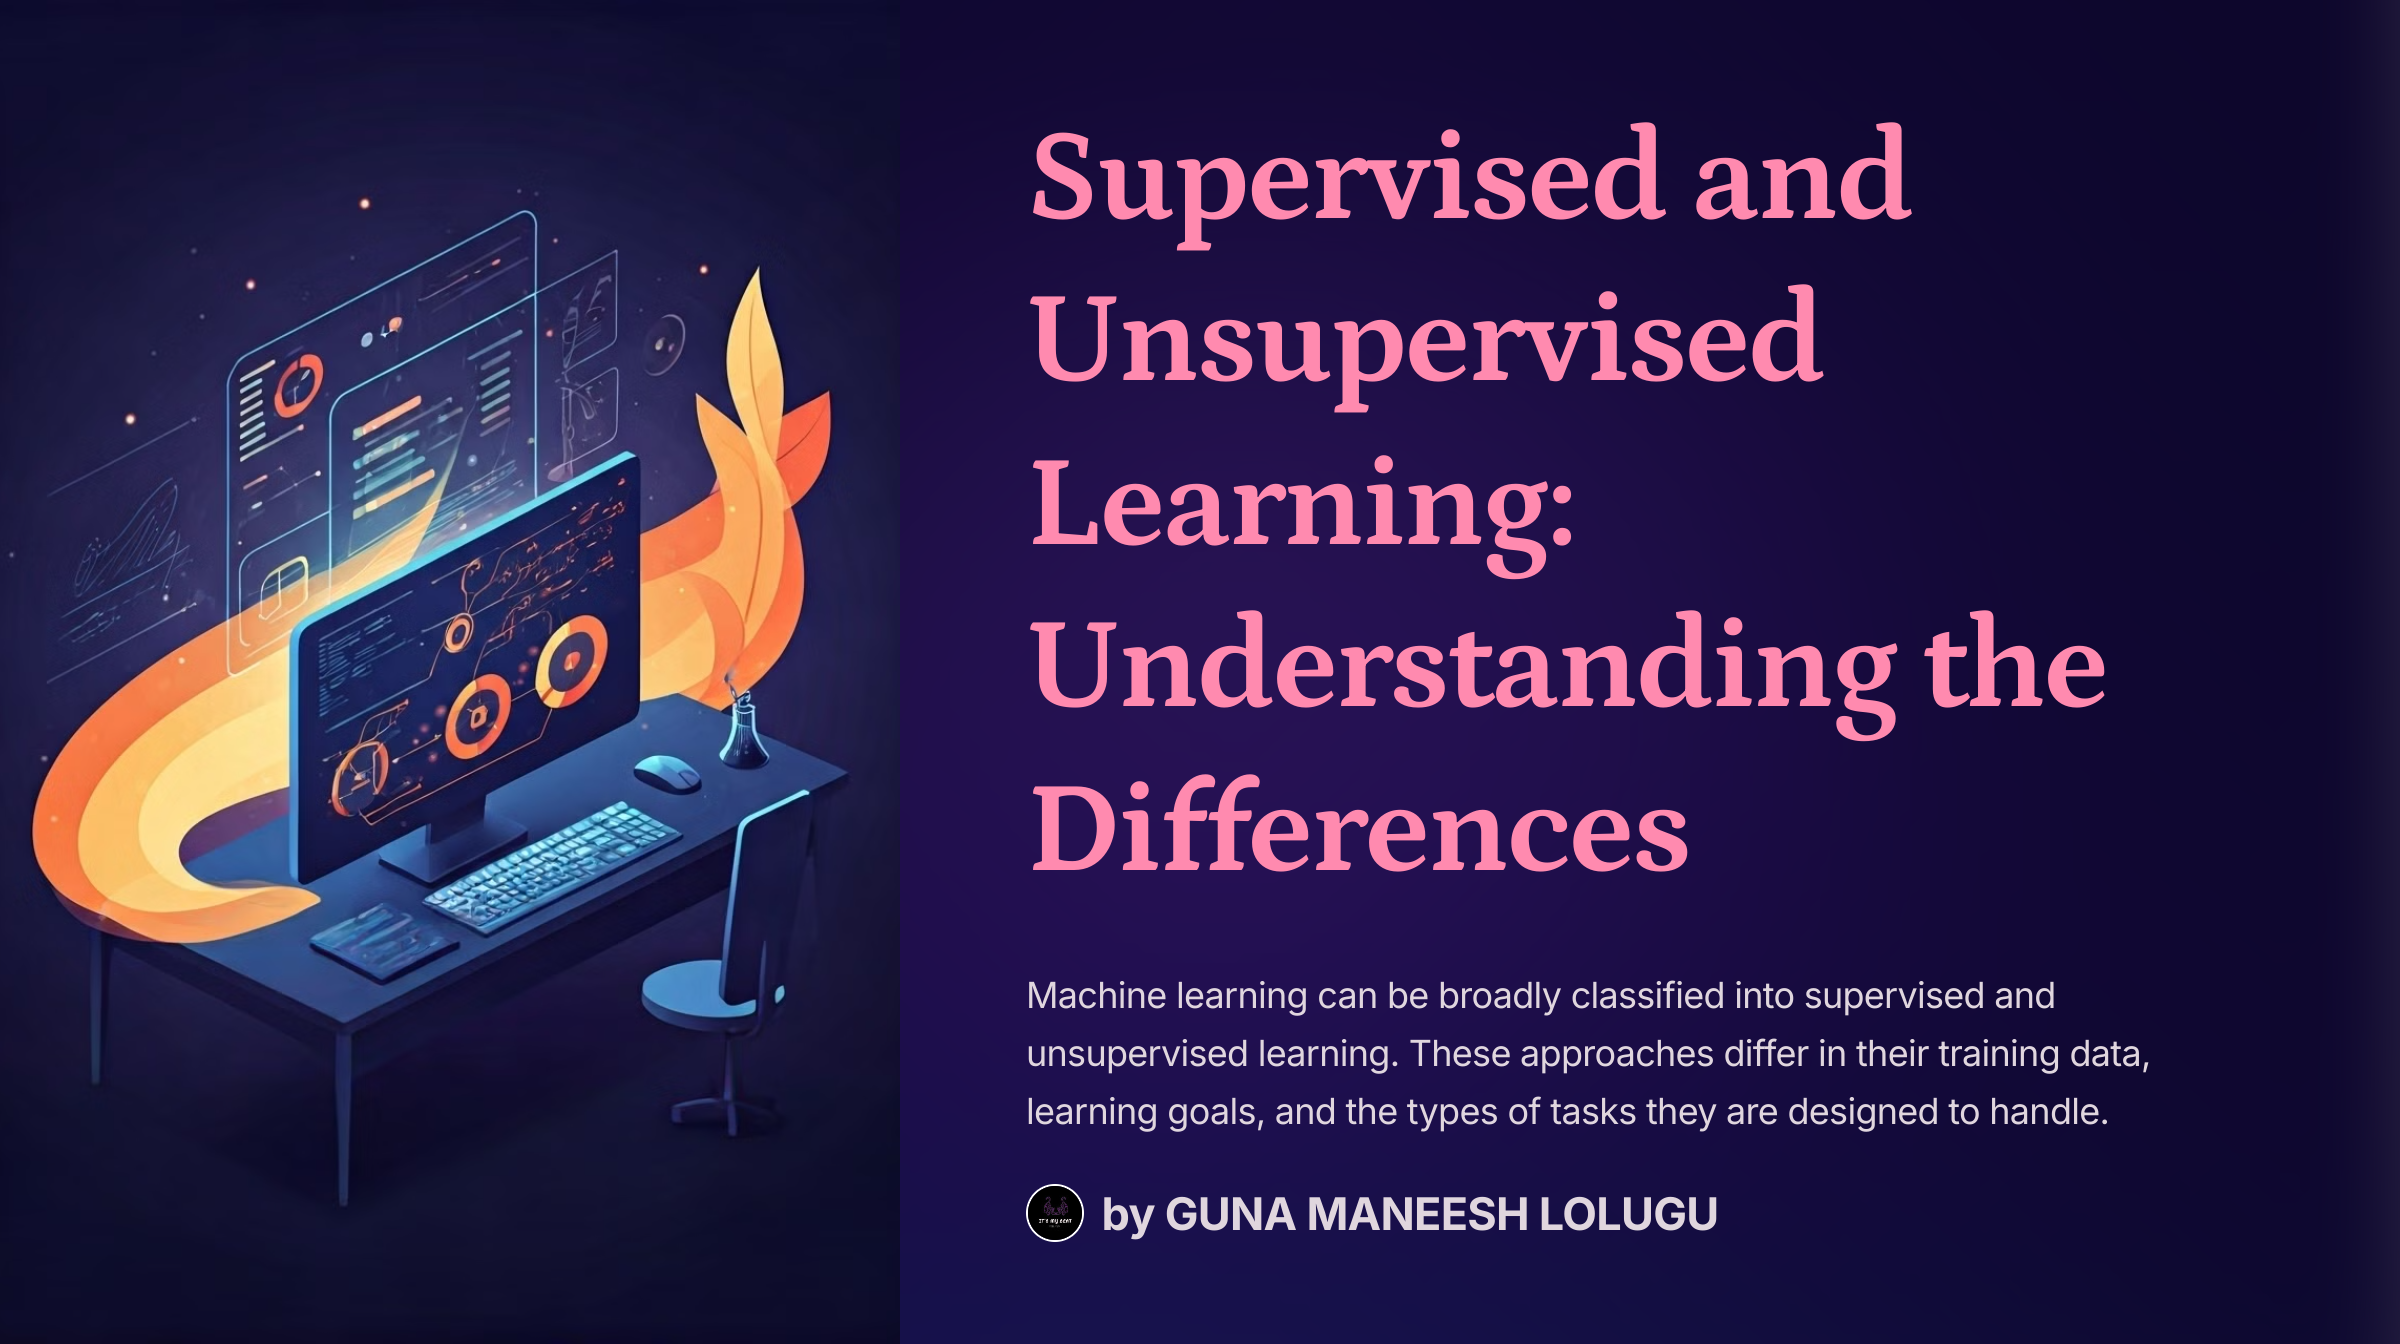 Supervised and
Unsupervised
Learning:
Understanding the
Differences
Machine learning can be broadly classified into supervised and
unsupervised learning. These approaches differ in their training data,
learning goals, and the types of tasks they are designed to handle.
by GUNA MANEESH LOLUGU